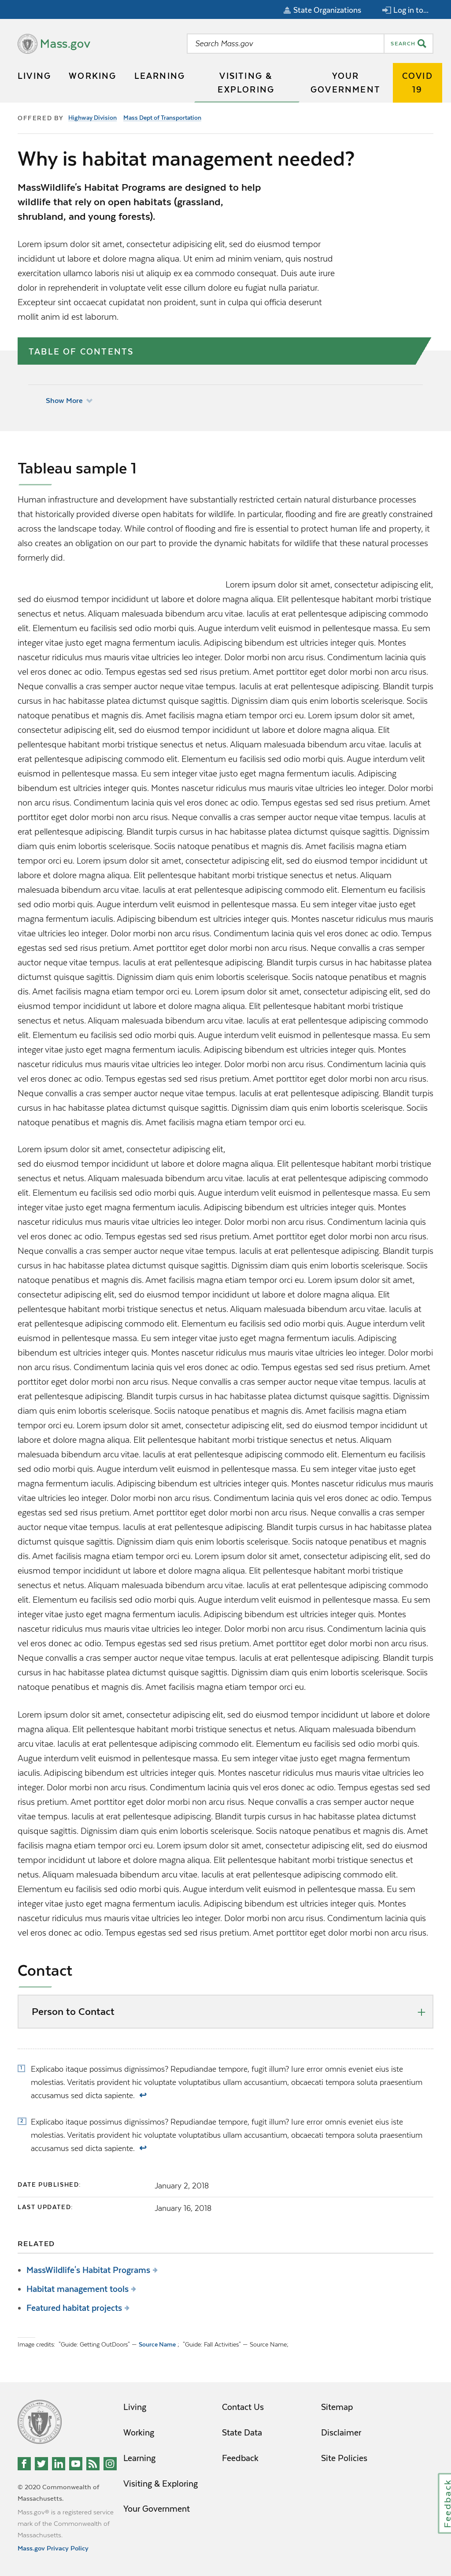 State Organizations
Log in to...
Mass.gov
Search Mass.gov
SEARCH
LIVING
WORKING
LEARNING
VISITING &
EXPLORING
YOUR
GOVERNMENT
COVID
19
OFFERED BY Highway Division Mass Dept of Transportation
Why is habitat management needed?
MassWildlife's Habitat Programs are designed to help
wildlife that rely on open habitats (grassland,
shrubland, and young forests).
Lorem ipsum dolor sit amet, consectetur adipisicing elit, sed do eiusmod tempor
incididunt ut labore et dolore magna aliqua. Ut enim ad minim veniam, quis nostrud
exercitation ullamco laboris nisi ut aliquip ex ea commodo consequat. Duis aute irure
dolor in reprehenderit in voluptate velit esse cillum dolore eu fugiat nulla pariatur.
Excepteur sint occaecat cupidatat non proident, sunt in culpa qui officia deserunt
mollit anim id est laborum.
TABLE OF CONTENTS
Show More
Tableau sample 1
Human infrastructure and development have substantially restricted certain natural disturbance processes
that historically provided diverse open habitats for wildlife. In particular, flooding and fire are greatly constrained
across the landscape today. While control of flooding and fire is essential to protect human life and property, it
also creates an obligation on our part to provide the dynamic habitats for wildlife that these natural processes
formerly did.
Lorem ipsum dolor sit amet, consectetur adipiscing elit,
sed do eiusmod tempor incididunt ut labore et dolore magna aliqua. Elit pellentesque habitant morbi tristique
senectus et netus. Aliquam malesuada bibendum arcu vitae. Iaculis at erat pellentesque adipiscing commodo
elit. Elementum eu facilisis sed odio morbi quis. Augue interdum velit euismod in pellentesque massa. Eu sem
integer vitae justo eget magna fermentum iaculis. Adipiscing bibendum est ultricies integer quis. Montes
nascetur ridiculus mus mauris vitae ultricies leo integer. Dolor morbi non arcu risus. Condimentum lacinia quis
vel eros donec ac odio. Tempus egestas sed sed risus pretium. Amet porttitor eget dolor morbi non arcu risus.
Neque convallis a cras semper auctor neque vitae tempus. Iaculis at erat pellentesque adipiscing. Blandit turpis
cursus in hac habitasse platea dictumst quisque sagittis. Dignissim diam quis enim lobortis scelerisque. Sociis
natoque penatibus et magnis dis. Amet facilisis magna etiam tempor orci eu. Lorem ipsum dolor sit amet,
consectetur adipiscing elit, sed do eiusmod tempor incididunt ut labore et dolore magna aliqua. Elit
pellentesque habitant morbi tristique senectus et netus. Aliquam malesuada bibendum arcu vitae. Iaculis at
erat pellentesque adipiscing commodo elit. Elementum eu facilisis sed odio morbi quis. Augue interdum velit
euismod in pellentesque massa. Eu sem integer vitae justo eget magna fermentum iaculis. Adipiscing
bibendum est ultricies integer quis. Montes nascetur ridiculus mus mauris vitae ultricies leo integer. Dolor morbi
non arcu risus. Condimentum lacinia quis vel eros donec ac odio. Tempus egestas sed sed risus pretium. Amet
porttitor eget dolor morbi non arcu risus. Neque convallis a cras semper auctor neque vitae tempus. Iaculis at
erat pellentesque adipiscing. Blandit turpis cursus in hac habitasse platea dictumst quisque sagittis. Dignissim
diam quis enim lobortis scelerisque. Sociis natoque penatibus et magnis dis. Amet facilisis magna etiam
tempor orci eu. Lorem ipsum dolor sit amet, consectetur adipiscing elit, sed do eiusmod tempor incididunt ut
labore et dolore magna aliqua. Elit pellentesque habitant morbi tristique senectus et netus. Aliquam
malesuada bibendum arcu vitae. Iaculis at erat pellentesque adipiscing commodo elit. Elementum eu facilisis
sed odio morbi quis. Augue interdum velit euismod in pellentesque massa. Eu sem integer vitae justo eget
magna fermentum iaculis. Adipiscing bibendum est ultricies integer quis. Montes nascetur ridiculus mus mauris
vitae ultricies leo integer. Dolor morbi non arcu risus. Condimentum lacinia quis vel eros donec ac odio. Tempus
egestas sed sed risus pretium. Amet porttitor eget dolor morbi non arcu risus. Neque convallis a cras semper
auctor neque vitae tempus. Iaculis at erat pellentesque adipiscing. Blandit turpis cursus in hac habitasse platea
dictumst quisque sagittis. Dignissim diam quis enim lobortis scelerisque. Sociis natoque penatibus et magnis
dis. Amet facilisis magna etiam tempor orci eu. Lorem ipsum dolor sit amet, consectetur adipiscing elit, sed do
eiusmod tempor incididunt ut labore et dolore magna aliqua. Elit pellentesque habitant morbi tristique
senectus et netus. Aliquam malesuada bibendum arcu vitae. Iaculis at erat pellentesque adipiscing commodo
elit. Elementum eu facilisis sed odio morbi quis. Augue interdum velit euismod in pellentesque massa. Eu sem
integer vitae justo eget magna fermentum iaculis. Adipiscing bibendum est ultricies integer quis. Montes
nascetur ridiculus mus mauris vitae ultricies leo integer. Dolor morbi non arcu risus. Condimentum lacinia quis
vel eros donec ac odio. Tempus egestas sed sed risus pretium. Amet porttitor eget dolor morbi non arcu risus.
Neque convallis a cras semper auctor neque vitae tempus. Iaculis at erat pellentesque adipiscing. Blandit turpis
cursus in hac habitasse platea dictumst quisque sagittis. Dignissim diam quis enim lobortis scelerisque. Sociis
natoque penatibus et magnis dis. Amet facilisis magna etiam tempor orci eu.
Lorem ipsum dolor sit amet, consectetur adipiscing elit,
sed do eiusmod tempor incididunt ut labore et dolore magna aliqua. Elit pellentesque habitant morbi tristique
senectus et netus. Aliquam malesuada bibendum arcu vitae. Iaculis at erat pellentesque adipiscing commodo
elit. Elementum eu facilisis sed odio morbi quis. Augue interdum velit euismod in pellentesque massa. Eu sem
integer vitae justo eget magna fermentum iaculis. Adipiscing bibendum est ultricies integer quis. Montes
nascetur ridiculus mus mauris vitae ultricies leo integer. Dolor morbi non arcu risus. Condimentum lacinia quis
vel eros donec ac odio. Tempus egestas sed sed risus pretium. Amet porttitor eget dolor morbi non arcu risus.
Neque convallis a cras semper auctor neque vitae tempus. Iaculis at erat pellentesque adipiscing. Blandit turpis
cursus in hac habitasse platea dictumst quisque sagittis. Dignissim diam quis enim lobortis scelerisque. Sociis
natoque penatibus et magnis dis. Amet facilisis magna etiam tempor orci eu. Lorem ipsum dolor sit amet,
consectetur adipiscing elit, sed do eiusmod tempor incididunt ut labore et dolore magna aliqua. Elit
pellentesque habitant morbi tristique senectus et netus. Aliquam malesuada bibendum arcu vitae. Iaculis at
erat pellentesque adipiscing commodo elit. Elementum eu facilisis sed odio morbi quis. Augue interdum velit
euismod in pellentesque massa. Eu sem integer vitae justo eget magna fermentum iaculis. Adipiscing
bibendum est ultricies integer quis. Montes nascetur ridiculus mus mauris vitae ultricies leo integer. Dolor morbi
non arcu risus. Condimentum lacinia quis vel eros donec ac odio. Tempus egestas sed sed risus pretium. Amet
porttitor eget dolor morbi non arcu risus. Neque convallis a cras semper auctor neque vitae tempus. Iaculis at
erat pellentesque adipiscing. Blandit turpis cursus in hac habitasse platea dictumst quisque sagittis. Dignissim
diam quis enim lobortis scelerisque. Sociis natoque penatibus et magnis dis. Amet facilisis magna etiam
tempor orci eu. Lorem ipsum dolor sit amet, consectetur adipiscing elit, sed do eiusmod tempor incididunt ut
labore et dolore magna aliqua. Elit pellentesque habitant morbi tristique senectus et netus. Aliquam
malesuada bibendum arcu vitae. Iaculis at erat pellentesque adipiscing commodo elit. Elementum eu facilisis
sed odio morbi quis. Augue interdum velit euismod in pellentesque massa. Eu sem integer vitae justo eget
magna fermentum iaculis. Adipiscing bibendum est ultricies integer quis. Montes nascetur ridiculus mus mauris
vitae ultricies leo integer. Dolor morbi non arcu risus. Condimentum lacinia quis vel eros donec ac odio. Tempus
egestas sed sed risus pretium. Amet porttitor eget dolor morbi non arcu risus. Neque convallis a cras semper
auctor neque vitae tempus. Iaculis at erat pellentesque adipiscing. Blandit turpis cursus in hac habitasse platea
dictumst quisque sagittis. Dignissim diam quis enim lobortis scelerisque. Sociis natoque penatibus et magnis
dis. Amet facilisis magna etiam tempor orci eu. Lorem ipsum dolor sit amet, consectetur adipiscing elit, sed do
eiusmod tempor incididunt ut labore et dolore magna aliqua. Elit pellentesque habitant morbi tristique
senectus et netus. Aliquam malesuada bibendum arcu vitae. Iaculis at erat pellentesque adipiscing commodo
elit. Elementum eu facilisis sed odio morbi quis. Augue interdum velit euismod in pellentesque massa. Eu sem
integer vitae justo eget magna fermentum iaculis. Adipiscing bibendum est ultricies integer quis. Montes
nascetur ridiculus mus mauris vitae ultricies leo integer. Dolor morbi non arcu risus. Condimentum lacinia quis
vel eros donec ac odio. Tempus egestas sed sed risus pretium. Amet porttitor eget dolor morbi non arcu risus.
Neque convallis a cras semper auctor neque vitae tempus. Iaculis at erat pellentesque adipiscing. Blandit turpis
cursus in hac habitasse platea dictumst quisque sagittis. Dignissim diam quis enim lobortis scelerisque. Sociis
natoque penatibus et magnis dis. Amet facilisis magna etiam tempor orci eu.
Lorem ipsum dolor sit amet, consectetur adipiscing elit, sed do eiusmod tempor incididunt ut labore et dolore
magna aliqua. Elit pellentesque habitant morbi tristique senectus et netus. Aliquam malesuada bibendum
arcu vitae. Iaculis at erat pellentesque adipiscing commodo elit. Elementum eu facilisis sed odio morbi quis.
Augue interdum velit euismod in pellentesque massa. Eu sem integer vitae justo eget magna fermentum
iaculis. Adipiscing bibendum est ultricies integer quis. Montes nascetur ridiculus mus mauris vitae ultricies leo
integer. Dolor morbi non arcu risus. Condimentum lacinia quis vel eros donec ac odio. Tempus egestas sed sed
risus pretium. Amet porttitor eget dolor morbi non arcu risus. Neque convallis a cras semper auctor neque
vitae tempus. Iaculis at erat pellentesque adipiscing. Blandit turpis cursus in hac habitasse platea dictumst
quisque sagittis. Dignissim diam quis enim lobortis scelerisque. Sociis natoque penatibus et magnis dis. Amet
facilisis magna etiam tempor orci eu. Lorem ipsum dolor sit amet, consectetur adipiscing elit, sed do eiusmod
tempor incididunt ut labore et dolore magna aliqua. Elit pellentesque habitant morbi tristique senectus et
netus. Aliquam malesuada bibendum arcu vitae. Iaculis at erat pellentesque adipiscing commodo elit.
Elementum eu facilisis sed odio morbi quis. Augue interdum velit euismod in pellentesque massa. Eu sem
integer vitae justo eget magna fermentum iaculis. Adipiscing bibendum est ultricies integer quis. Montes
nascetur ridiculus mus mauris vitae ultricies leo integer. Dolor morbi non arcu risus. Condimentum lacinia quis
vel eros donec ac odio. Tempus egestas sed sed risus pretium. Amet porttitor eget dolor morbi non arcu risus.
Contact
Person to Contact
1 Explicabo itaque possimus dignissimos? Repudiandae tempore, fugit illum? Iure error omnis eveniet eius iste
molestias. Veritatis provident hic voluptate voluptatibus ullam accusantium, obcaecati tempora soluta praesentium
accusamus sed dicta sapiente. ↩
2 Explicabo itaque possimus dignissimos? Repudiandae tempore, fugit illum? Iure error omnis eveniet eius iste
molestias. Veritatis provident hic voluptate voluptatibus ullam accusantium, obcaecati tempora soluta praesentium
accusamus sed dicta sapiente. ↩
DATE PUBLISHED: January 2, 2018
LAST UPDATED: January 16, 2018
RELATED
MassWildlife's Habitat Programs
Habitat management tools
Featured habitat projects
Image credits: "Guide: Getting OutDoors" — Source Name , "Guide: Fall Activities" — Source Name,
Living
Working
Learning
Visiting & Exploring
Your Government
Contact Us
State Data
Feedback
Sitemap
Disclaimer
Site Policies
© 2020 Commonwealth of
Massachusetts.
Mass.gov® is a registered service
mark of the Commonwealth of
Massachusetts.
Mass.gov Privacy Policy
Feedback